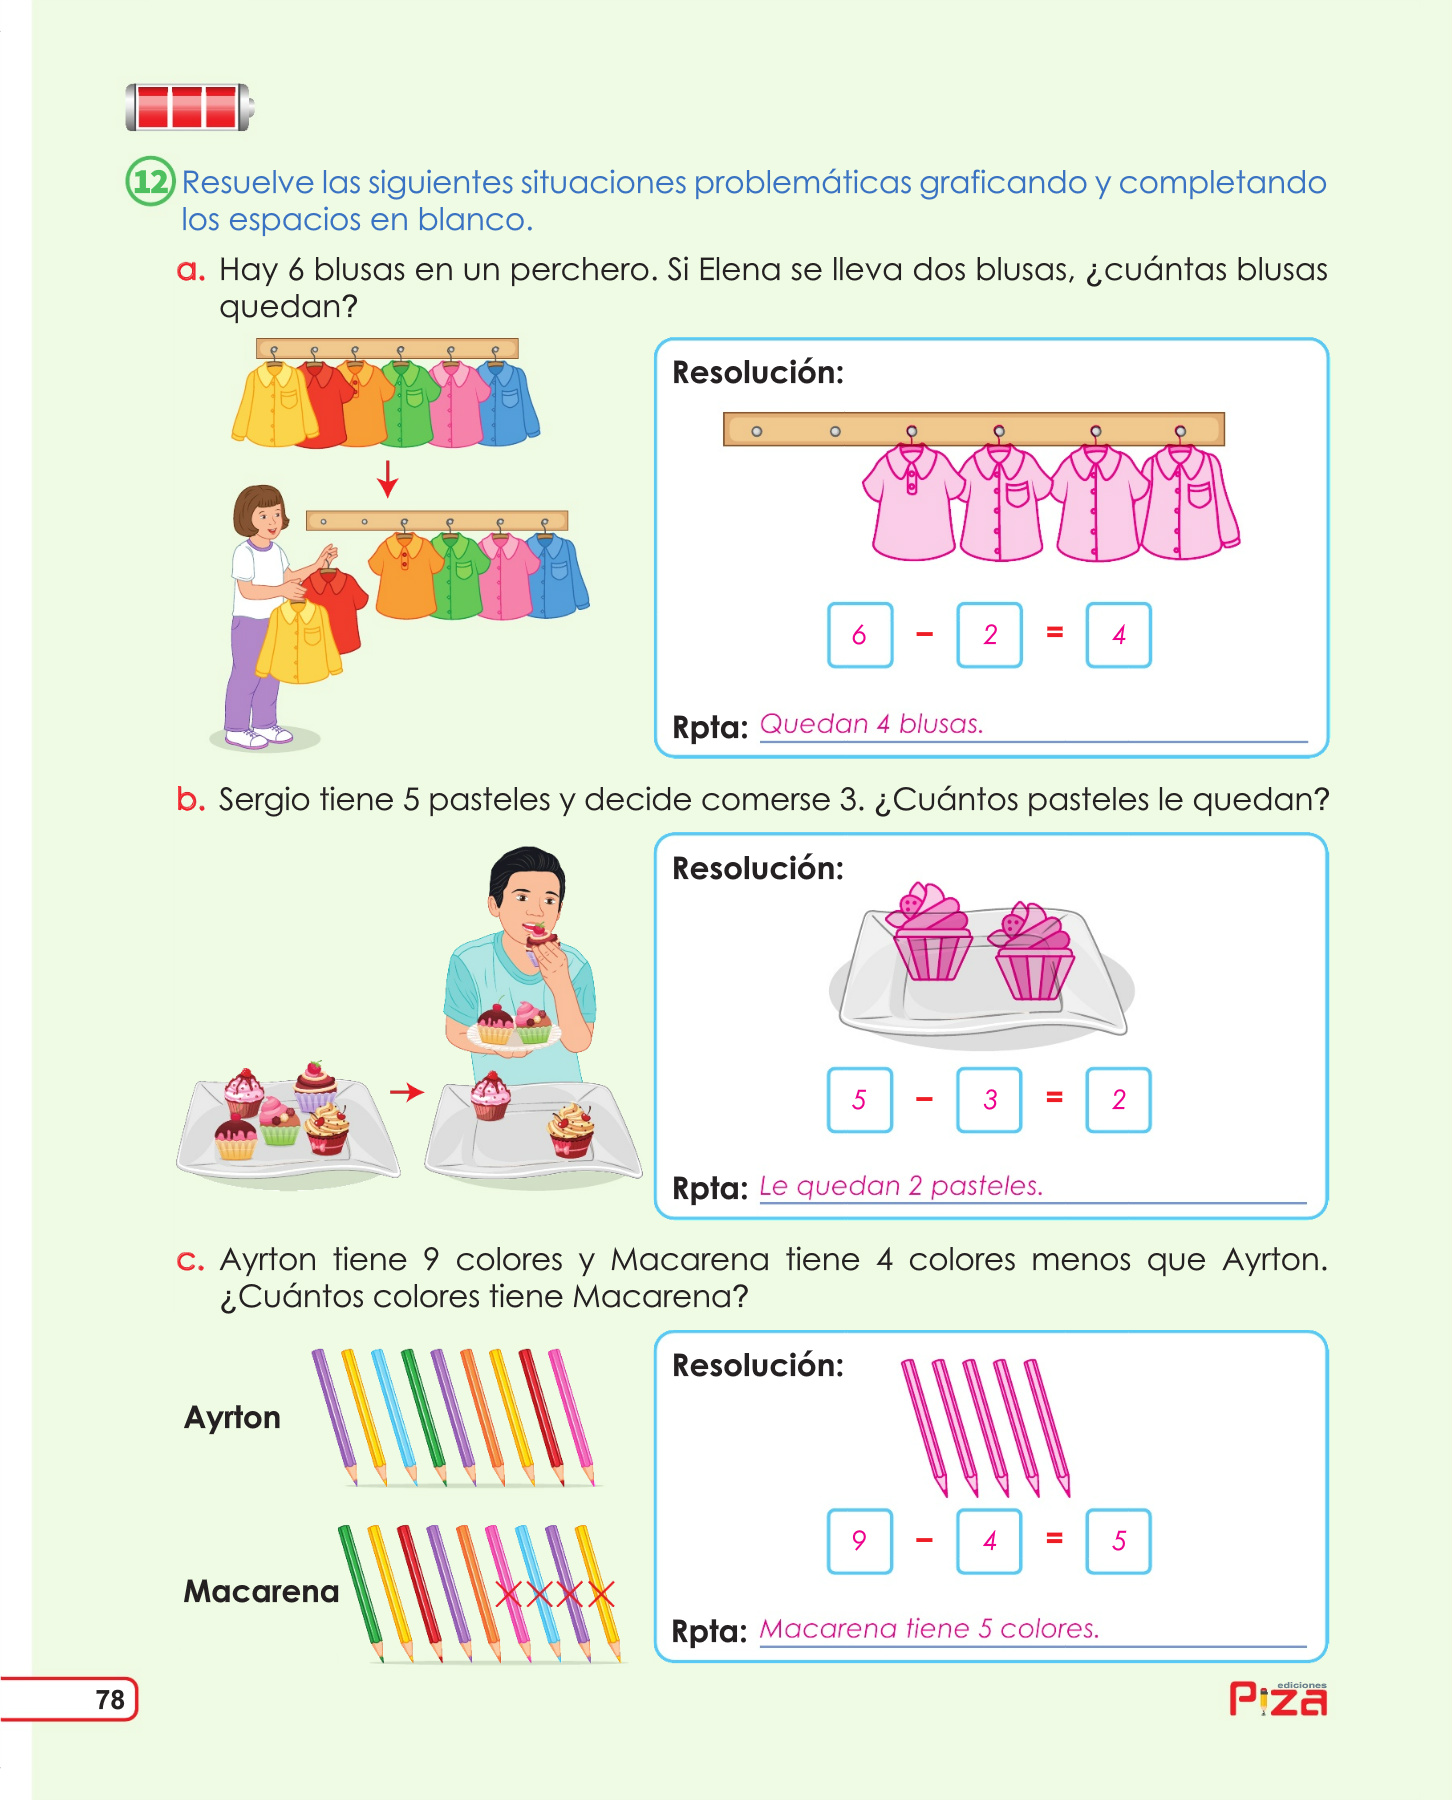 12 Resuelve las siguientes situaciones problemáticas graficando y completando
los espacios en blanco.
a. Hay 6 blusas en un perchero. Si Elena se lleva dos blusas, ¿cuántas blusas
quedan?
Resolución:
6 – 2 = 4
Rpta: Quedan 4 blusas.
b. Sergio tiene 5 pasteles y decide comerse 3. ¿Cuántos pasteles le quedan?
Resolución:
5 – 3 = 2
Rpta: Le quedan 2 pasteles.
c. Ayrton tiene 9 colores y Macarena tiene 4 colores menos que Ayrton.
¿Cuántos colores tiene Macarena?
Ayrton
Macarena
Resolución:
9 – 4 = 5
Rpta: Macarena tiene 5 colores.
78
ediciones
Piza